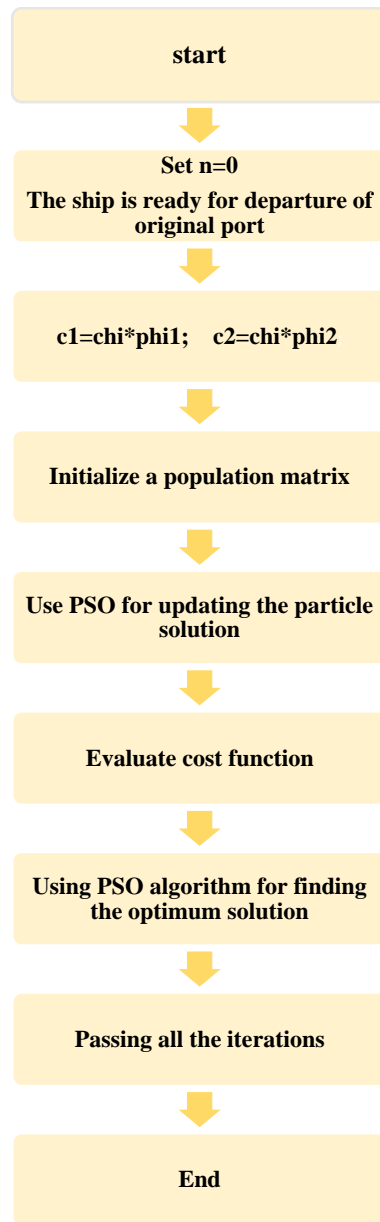 start
Set n=0
The ship is ready for departure of
original port
c1=chi*phi1; c2=chi*phi2
Initialize a population matrix
Use PSO for updating the particle
solution
Evaluate cost function
Using PSO algorithm for finding
the optimum solution
Passing all the iterations
End